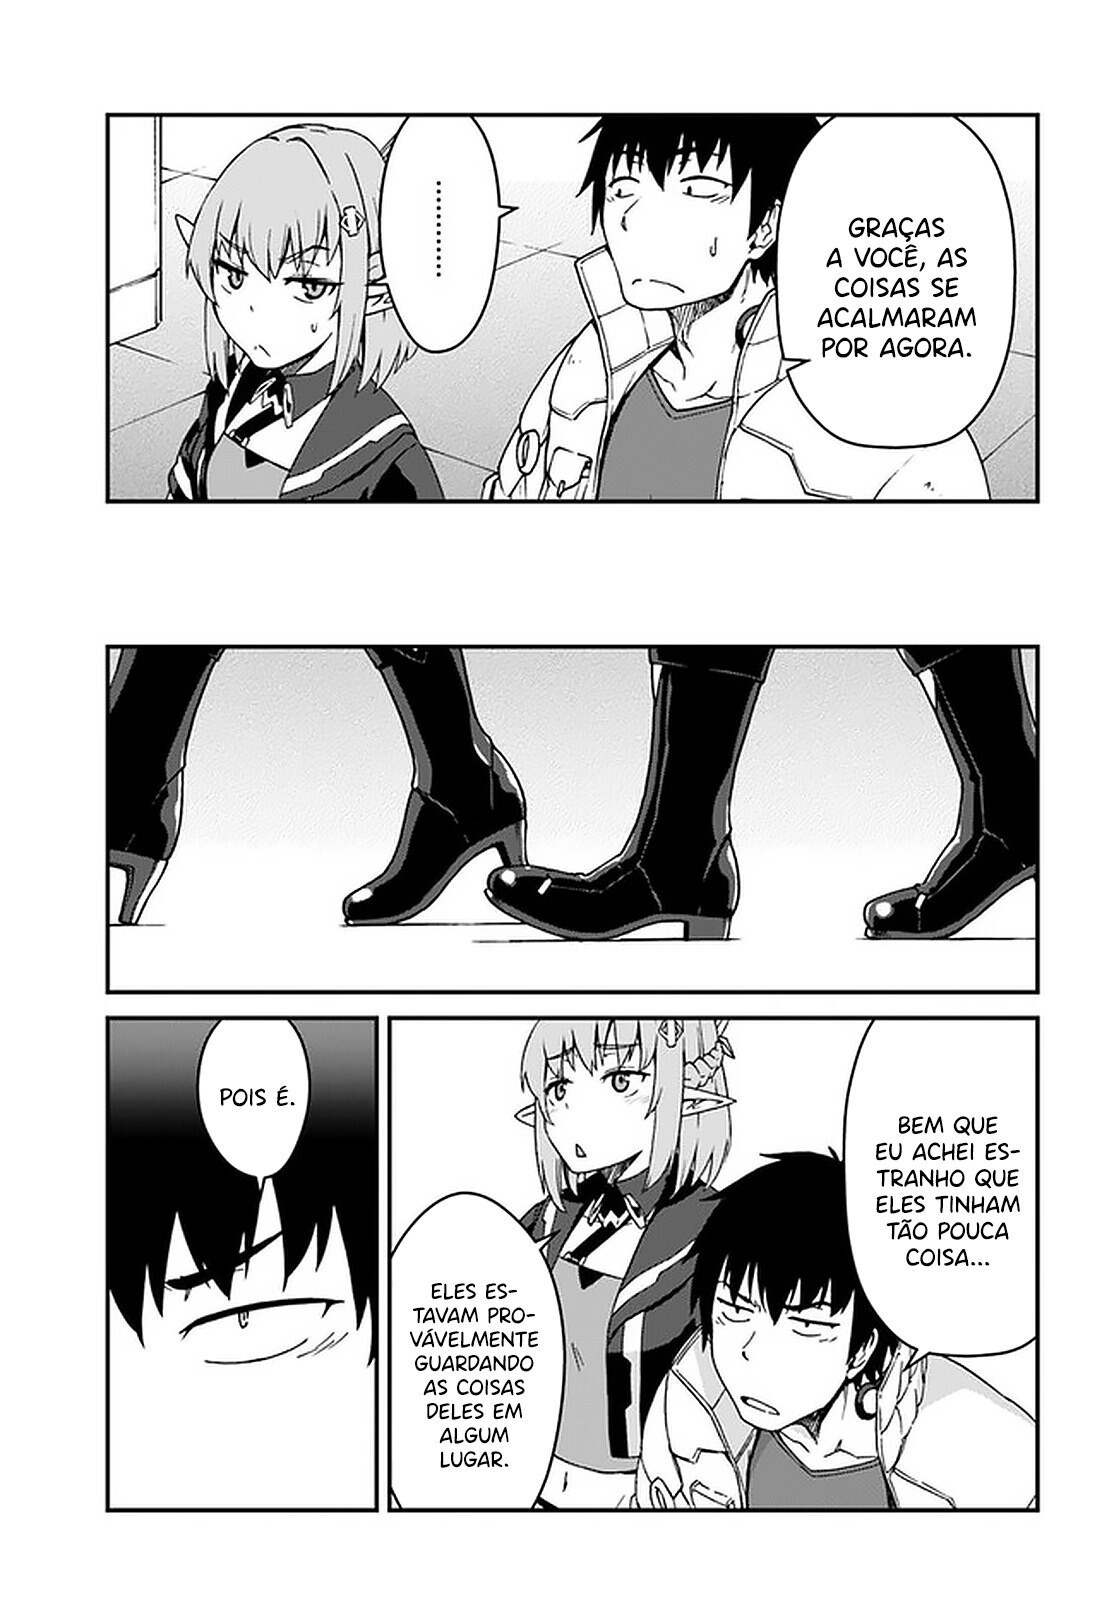 GRAÇAS
A VOCÊ, AS
COISAS SE
ACALMARAM
POR AGORA.
.........
BEM QUE
EU ACHEI ES-
TRANHO QUE
ELES TINHAM
TÃO POUCA
COISA...
ELES ES-
TAVAM PRO-
VÁVELMENTE
GUARDANDO
AS COISAS
DELES EM
ALGUM
LUGAR.
POIS É.